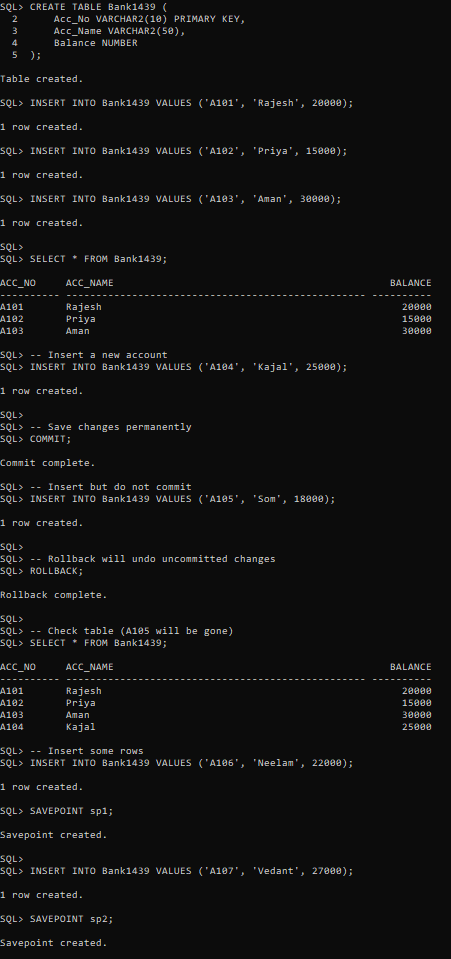 SQL> CREATE TABLE Bank1439 (
  2      Acc_No VARCHAR2(10) PRIMARY KEY,
  3      Acc_Name VARCHAR2(50),
  4      Balance NUMBER
  5  );
Table created.
SQL> INSERT INTO Bank1439 VALUES ('A101', 'Rajesh', 20000);
1 row created.
SQL> INSERT INTO Bank1439 VALUES ('A102', 'Priya', 15000);
1 row created.
SQL> INSERT INTO Bank1439 VALUES ('A103', 'Aman', 30000);
1 row created.
SQL>
SQL> SELECT * FROM Bank1439;
ACC_NO     ACC_NAME                                              BALANCE
---------- -------------------------------------------------- ----------
A101       Rajesh                                                  20000
A102       Priya                                                   15000
A103       Aman                                                    30000
SQL> -- Insert a new account
SQL> INSERT INTO Bank1439 VALUES ('A104', 'Kajal', 25000);
1 row created.
SQL>
SQL> -- Save changes permanently
SQL> COMMIT;
Commit complete.
SQL> -- Insert but do not commit
SQL> INSERT INTO Bank1439 VALUES ('A105', 'Som', 18000);
1 row created.
SQL>
SQL> -- Rollback will undo uncommitted changes
SQL> ROLLBACK;
Rollback complete.
SQL>
SQL> -- Check table (A105 will be gone)
SQL> SELECT * FROM Bank1439;
ACC_NO     ACC_NAME                                              BALANCE
---------- -------------------------------------------------- ----------
A101       Rajesh                                                  20000
A102       Priya                                                   15000
A103       Aman                                                    30000
A104       Kajal                                                   25000
SQL> -- Insert some rows
SQL> INSERT INTO Bank1439 VALUES ('A106', 'Neelam', 22000);
1 row created.
SQL> SAVEPOINT sp1;
Savepoint created.
SQL>
SQL> INSERT INTO Bank1439 VALUES ('A107', 'Vedant', 27000);
1 row created.
SQL> SAVEPOINT sp2;
Savepoint created.